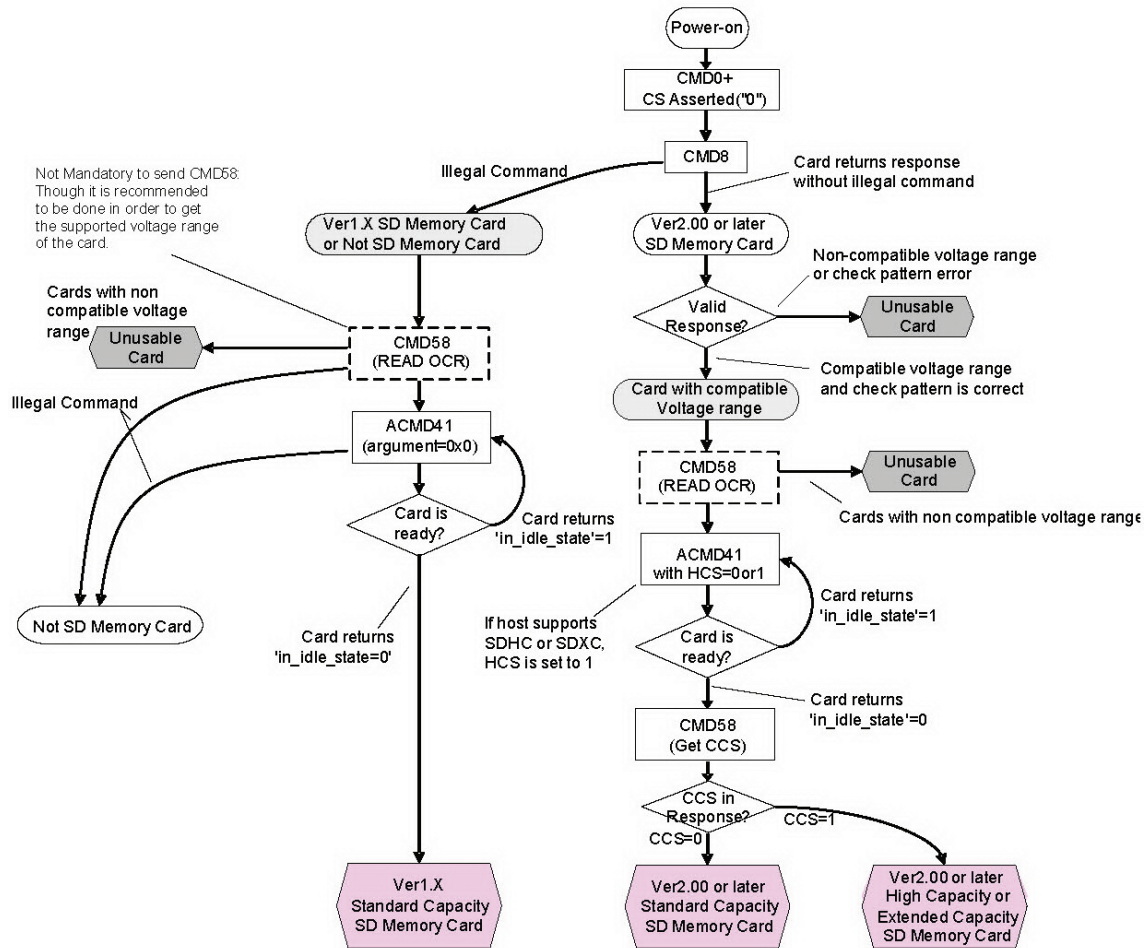 Power-on
CMD0+
CS Asserted("0")
CMD8
Illegal Command
Card returns response
without illegal command
Not Mandatory to send CMD58:
Though it is recommended
to be done in order to get
the supported voltage range
of the card.
Ver1.X SD Memory Card
or Not SD Memory Card
Ver2.00 or later
SD Memory Card
Non-compatible voltage range
or check pattern error
Cards with non
compatible voltage
range
Unusable
Card
CMD58
(READ OCR)
Valid
Response?
Unusable
Card
Compatible voltage range
and check pattern is correct
Card with compatible
Voltage range
Illegal Command
ACMD41
(argument=0x0)
CMD58
(READ OCR)
Unusable
Card
Cards with non compatible voltage range
Card is
ready?
Card returns
'in_idle_state'=1
ACMD41
with HCS=0or1
Card returns
'in_idle_state'=1
If host supports
SDHC or SDXC,
HCS is set to 1
Card is
ready?
Not SD Memory Card
Card returns
'in_idle_state=0'
Card returns
'in_idle_state'=0
CMD58
(Get CCS)
CCS in
Response?
CCS=0
CCS=1
Ver1.X
Standard Capacity
SD Memory Card
Ver2.00 or later
Standard Capacity
SD Memory Card
Ver2.00 or later
High Capacity or
Extended Capacity
SD Memory Card